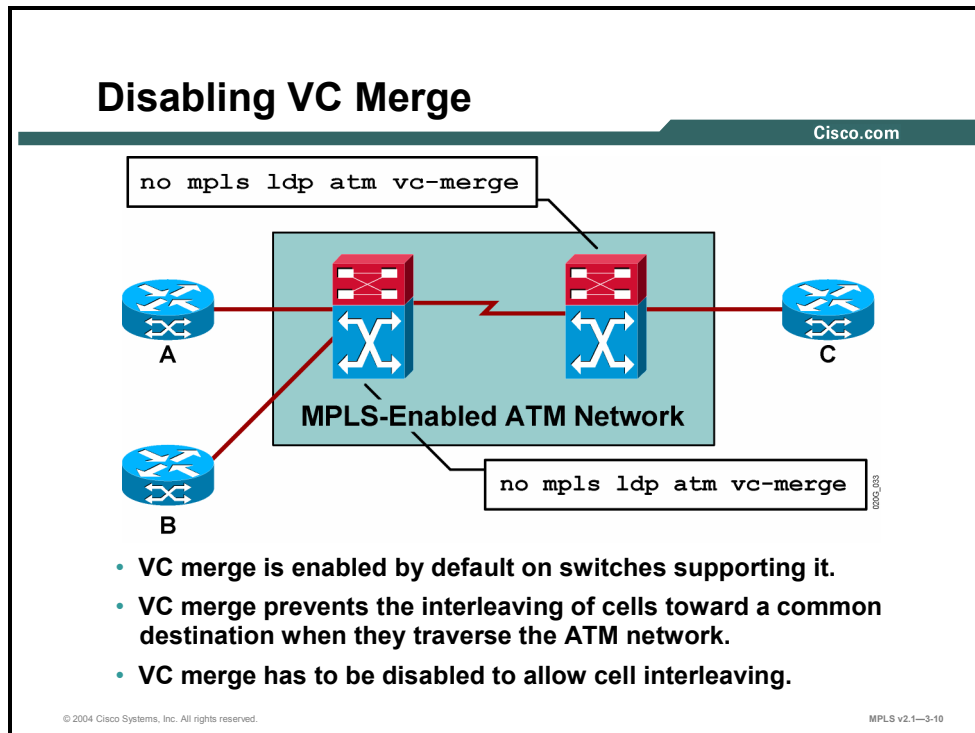 Disabling VC Merge
Cisco.com
no mpls ldp atm vc-merge
A
C
MPLS-Enabled ATM Network
no mpls ldp atm vc-merge
B
020G_033
• VC merge is enabled by default on switches supporting it.
• VC merge prevents the interleaving of cells toward a common
destination when they traverse the ATM network.
• VC merge has to be disabled to allow cell interleaving.
© 2004 Cisco Systems, Inc. All rights reserved.
MPLS v2.1—3-10